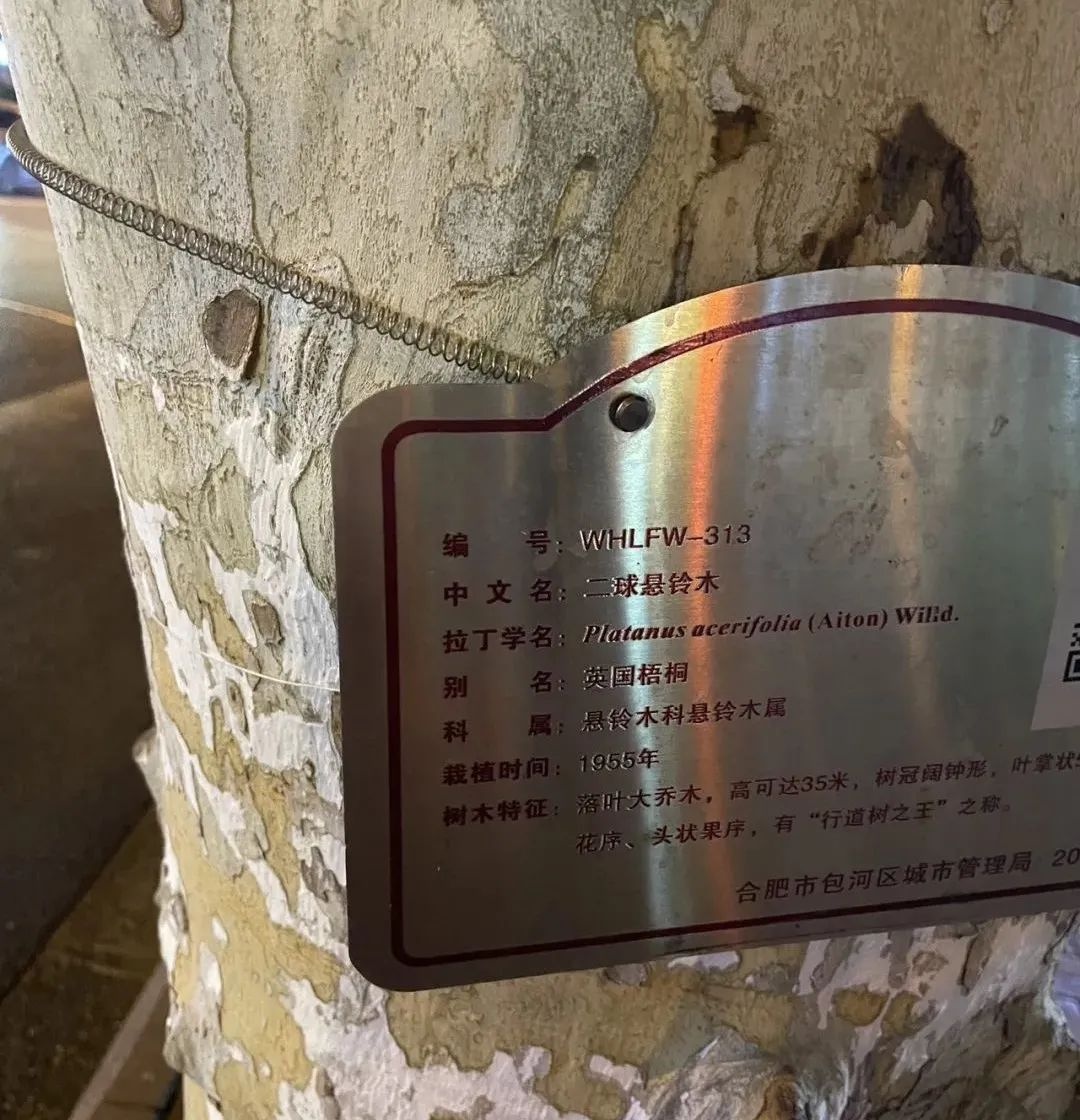 编号：WHLFW-313
中文名：二球悬铃木
拉丁学名：Platanus acerifolia (Aiton) Willd.
别名：英国梧桐
科属：悬铃木科悬铃木属
栽植时间：1955年
树木特征：落叶大乔木，高可达35米，树冠阔钟形，叶掌状
花序、头状果序，有“行道树之王”之称。
合肥市包河区城市管理局 20